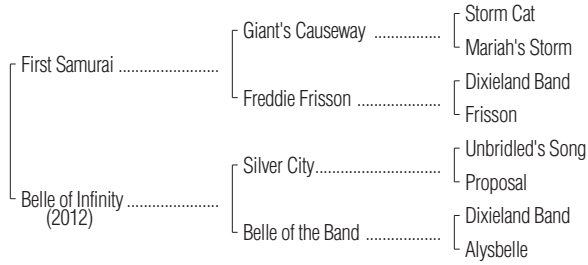 Storm Cat
Giant's Causeway ................
Mariah's Storm
First Samurai ....................
Dixieland Band
Freddie Frisson .................
Frisson
Unbridled's Song
Silver City.........................
Proposal
Belle of Infinity ..................
(2012)
Dixieland Band
Belle of the Band ...............
Alysbelle